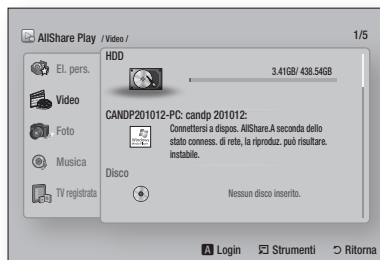 AllShare Play / Video /
1/5
El. pers.
Video
Foto
Musica
TV registrata
HDD
3.41GB/ 438.54GB
CANDP201012-PC: candp 201012:
Connettersi a dispos. AllShare.A seconda dello
stato conness. di rete, la riproduz. può risultare.
instabile.
Disco
Nessun disco inserito.
A Login
Strumenti
Ritorna